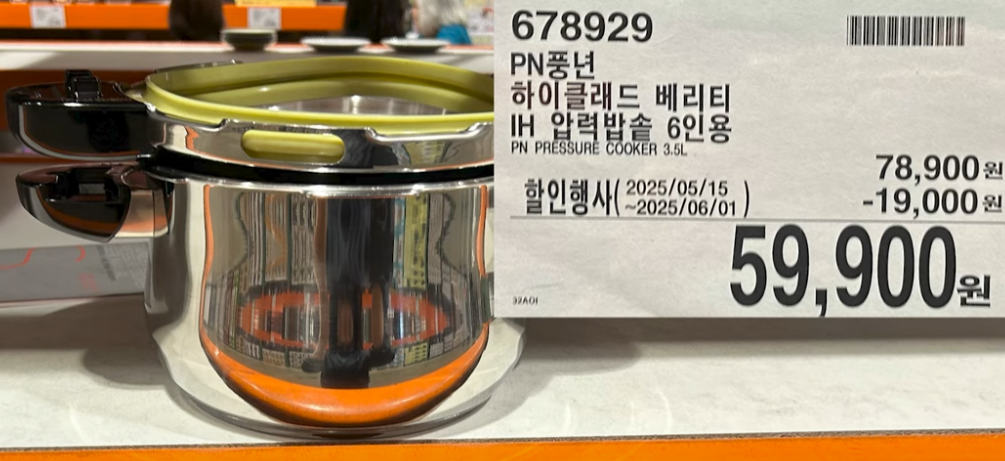 678929
PN풍년
하이클래드 베리티
IH 압력밥솥 6인용
PN PRESSURE COOKER 3.5L
78,900원
할인행사( 2025/05/15 ~2025/06/01 ) -19,000원
59,900원
32A01